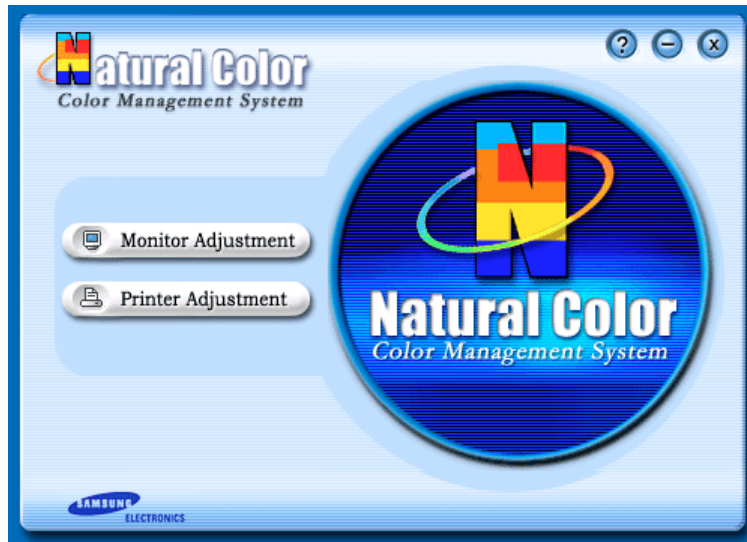 Natural Color
Color Management System
? − x
Monitor Adjustment
Printer Adjustment
N
Natural Color
Color Management System
SAMSUNG
ELECTRONICS